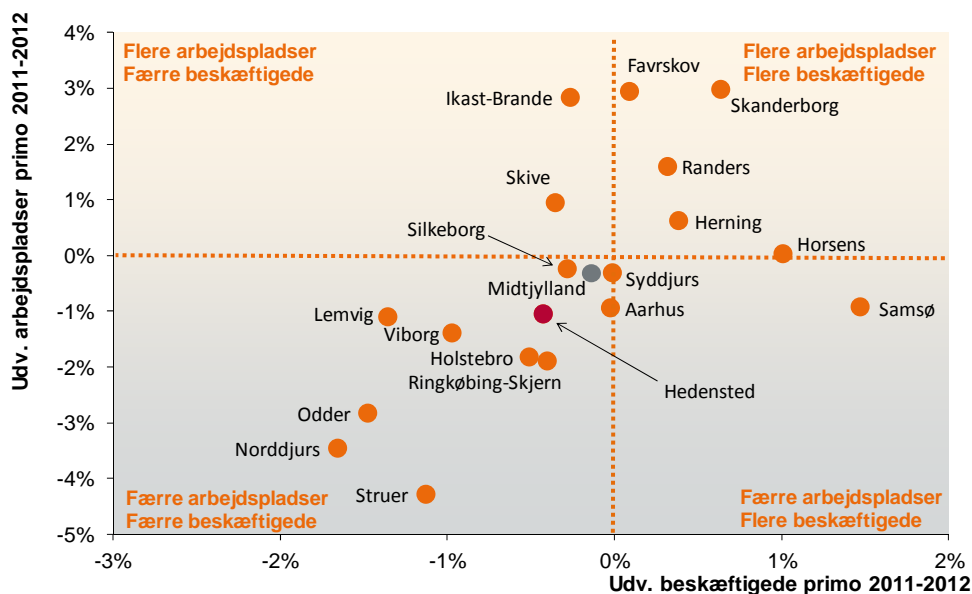 Udv. arbejdspladser primo 2011-2012
4%
3%
2%
1%
0%
-1%
-2%
-3%
-4%
-5%
Flere arbejdspladser
Færre beskæftigede
Flere arbejdspladser
Flere beskæftigede
Favrskov
Ikast-Brande
Skanderborg
Skive
Randers
Silkeborg
Herning
Horsens
Midtjylland
Syddjurs
Lemvig
Aarhus
Samsø
Viborg
Holstebro
Ringkøbing-Skjern
Hedensted
Odder
Norddjurs
Struer
Færre arbejdspladser
Færre beskæftigede
Færre arbejdspladser
Flere beskæftigede
-3%
-2%
-1%
0%
1%
2%
Udv. beskæftigede primo 2011-2012